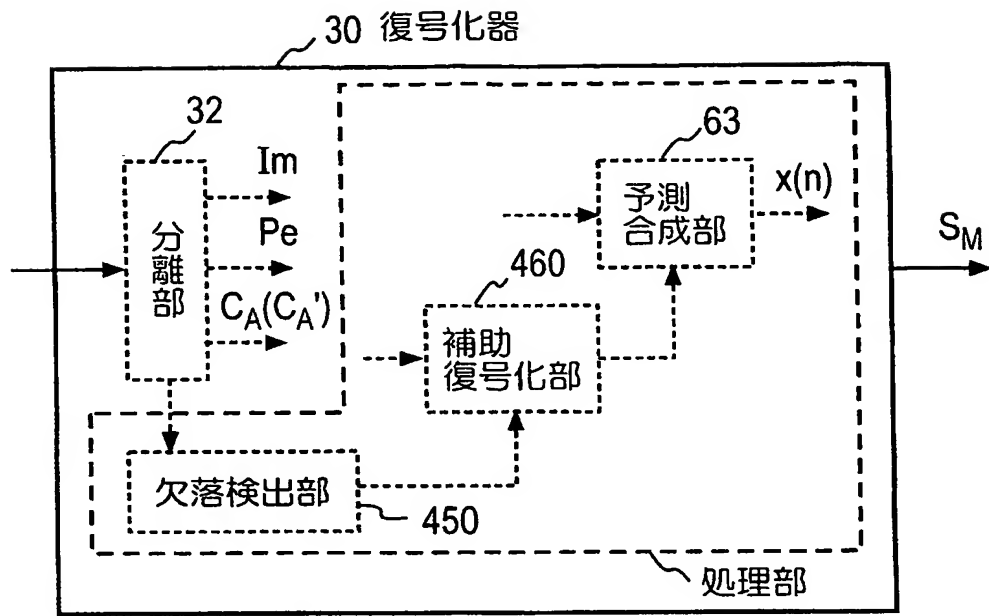 30 復号化器
32
63
Im
予測
合成部
x(n)
Pe
分離部
S_M
460
C_A(C_A')
補助
復号化部
欠落検出部
450
処理部